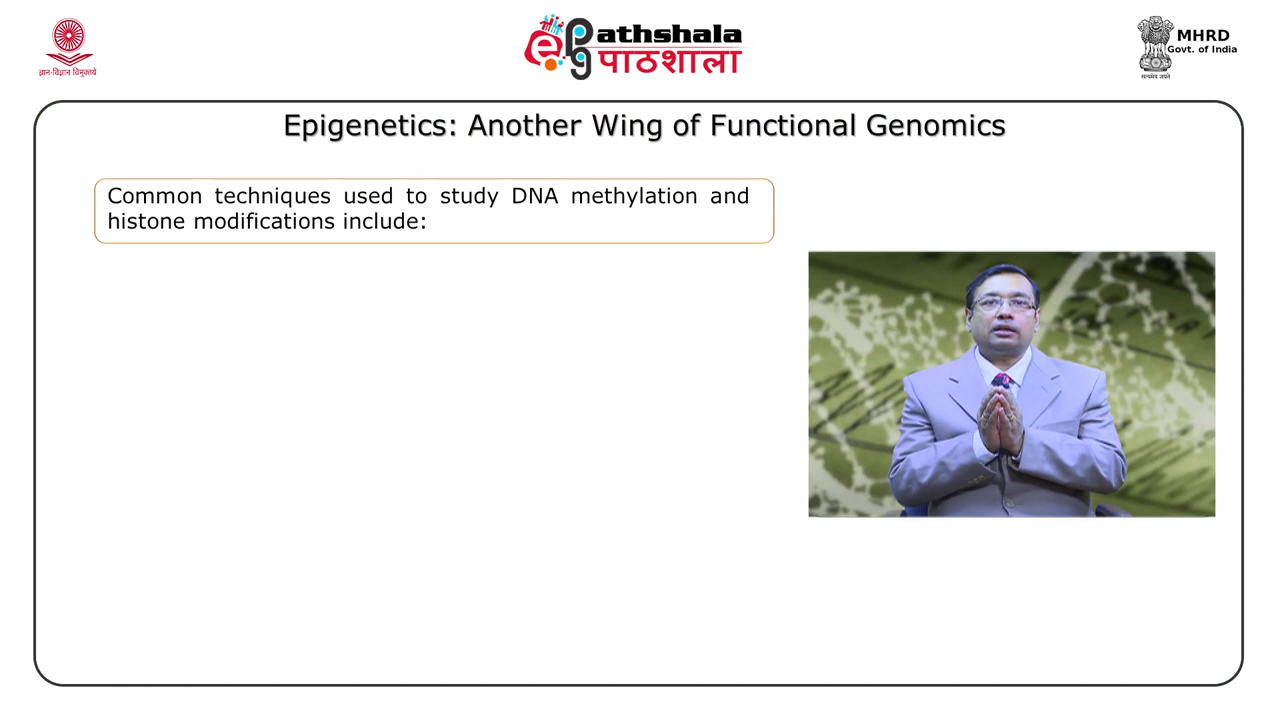 ज्ञान-विज्ञान विमुक्तये
e Pathshala
पाठशाला
MHRD
Govt. of India
सत्यमेव जयते
Epigenetics: Another Wing of Functional Genomics
Common techniques used to study DNA methylation and
histone modifications include: